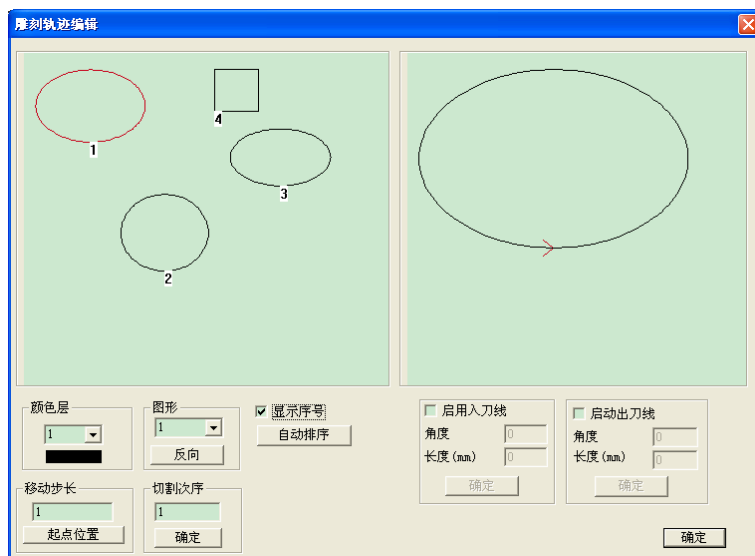 雕刻轨迹编辑
1
4
3
2
颜色层
1
图形
1
反向
显示序号
自动排序
移动步长
1
起点位置
切割次序
1
确定
启用入刀线
角度 0
长度(mm) 0
确定
启动出刀线
角度 0
长度(mm) 0
确定
确定